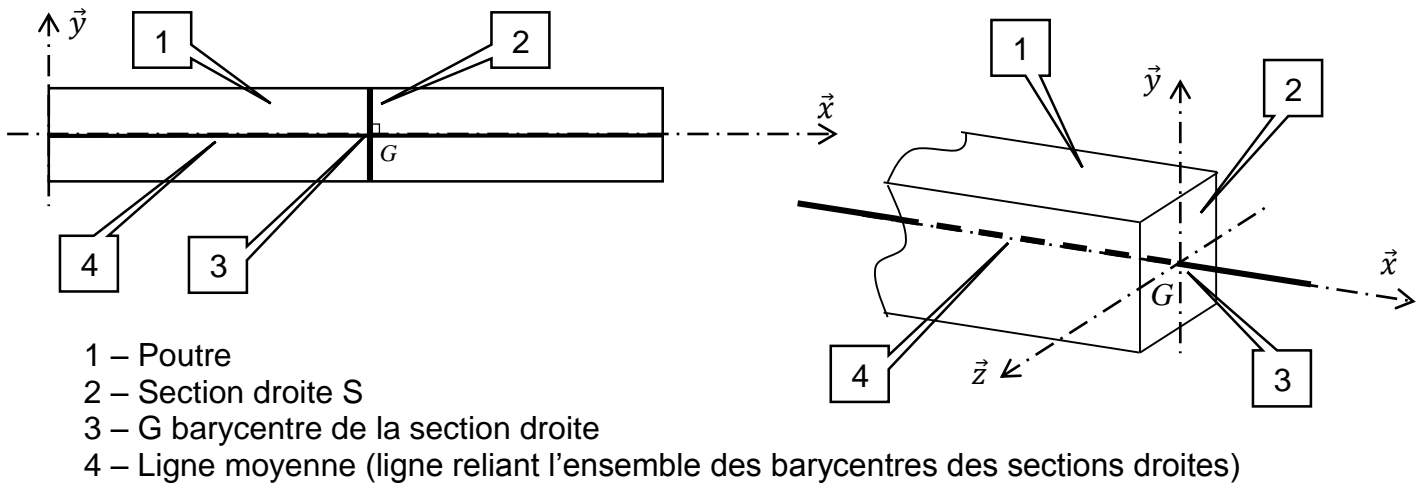 y⃗
1
2
x⃗
G
4
3
1
y⃗
2
x⃗
G
4
z⃗
3
1 – Poutre
2 – Section droite S
3 – G barycentre de la section droite
4 – Ligne moyenne (ligne reliant l’ensemble des barycentres des sections droites)